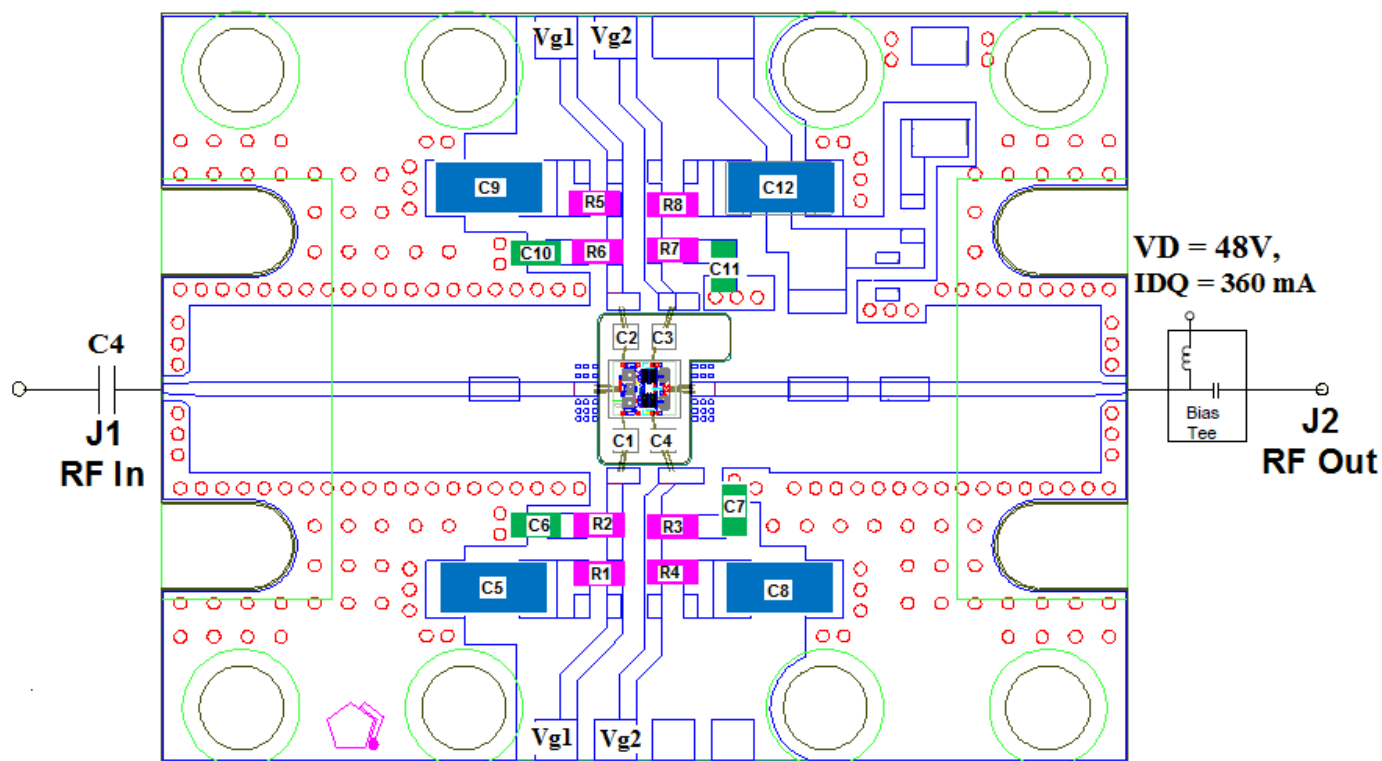 Vg1 Vg2
C9
R5
R8
C12
C10
R6
R7
C11
VD = 48V,
IDQ = 360 mA
C4
J1
RF In
C2
C3
C1
C4
Bias
Tee
J2
RF Out
C6
R2
R3
C7
C5
R1
R4
C8
Vg1
Vg2